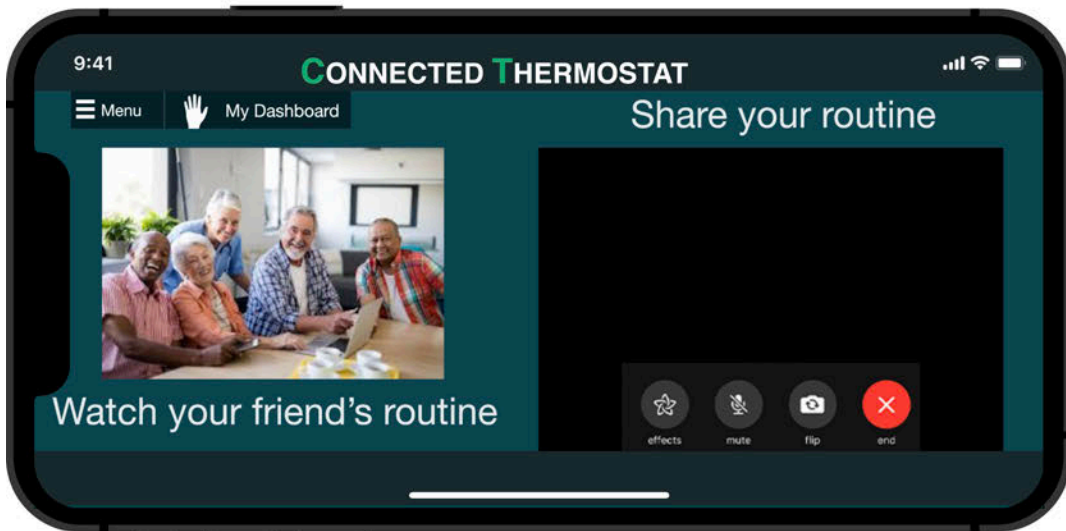 9:41
CONNECTED THERMOSTAT
Menu
My Dashboard
Share your routine
Watch your friend's routine
effects
mute
flip
end